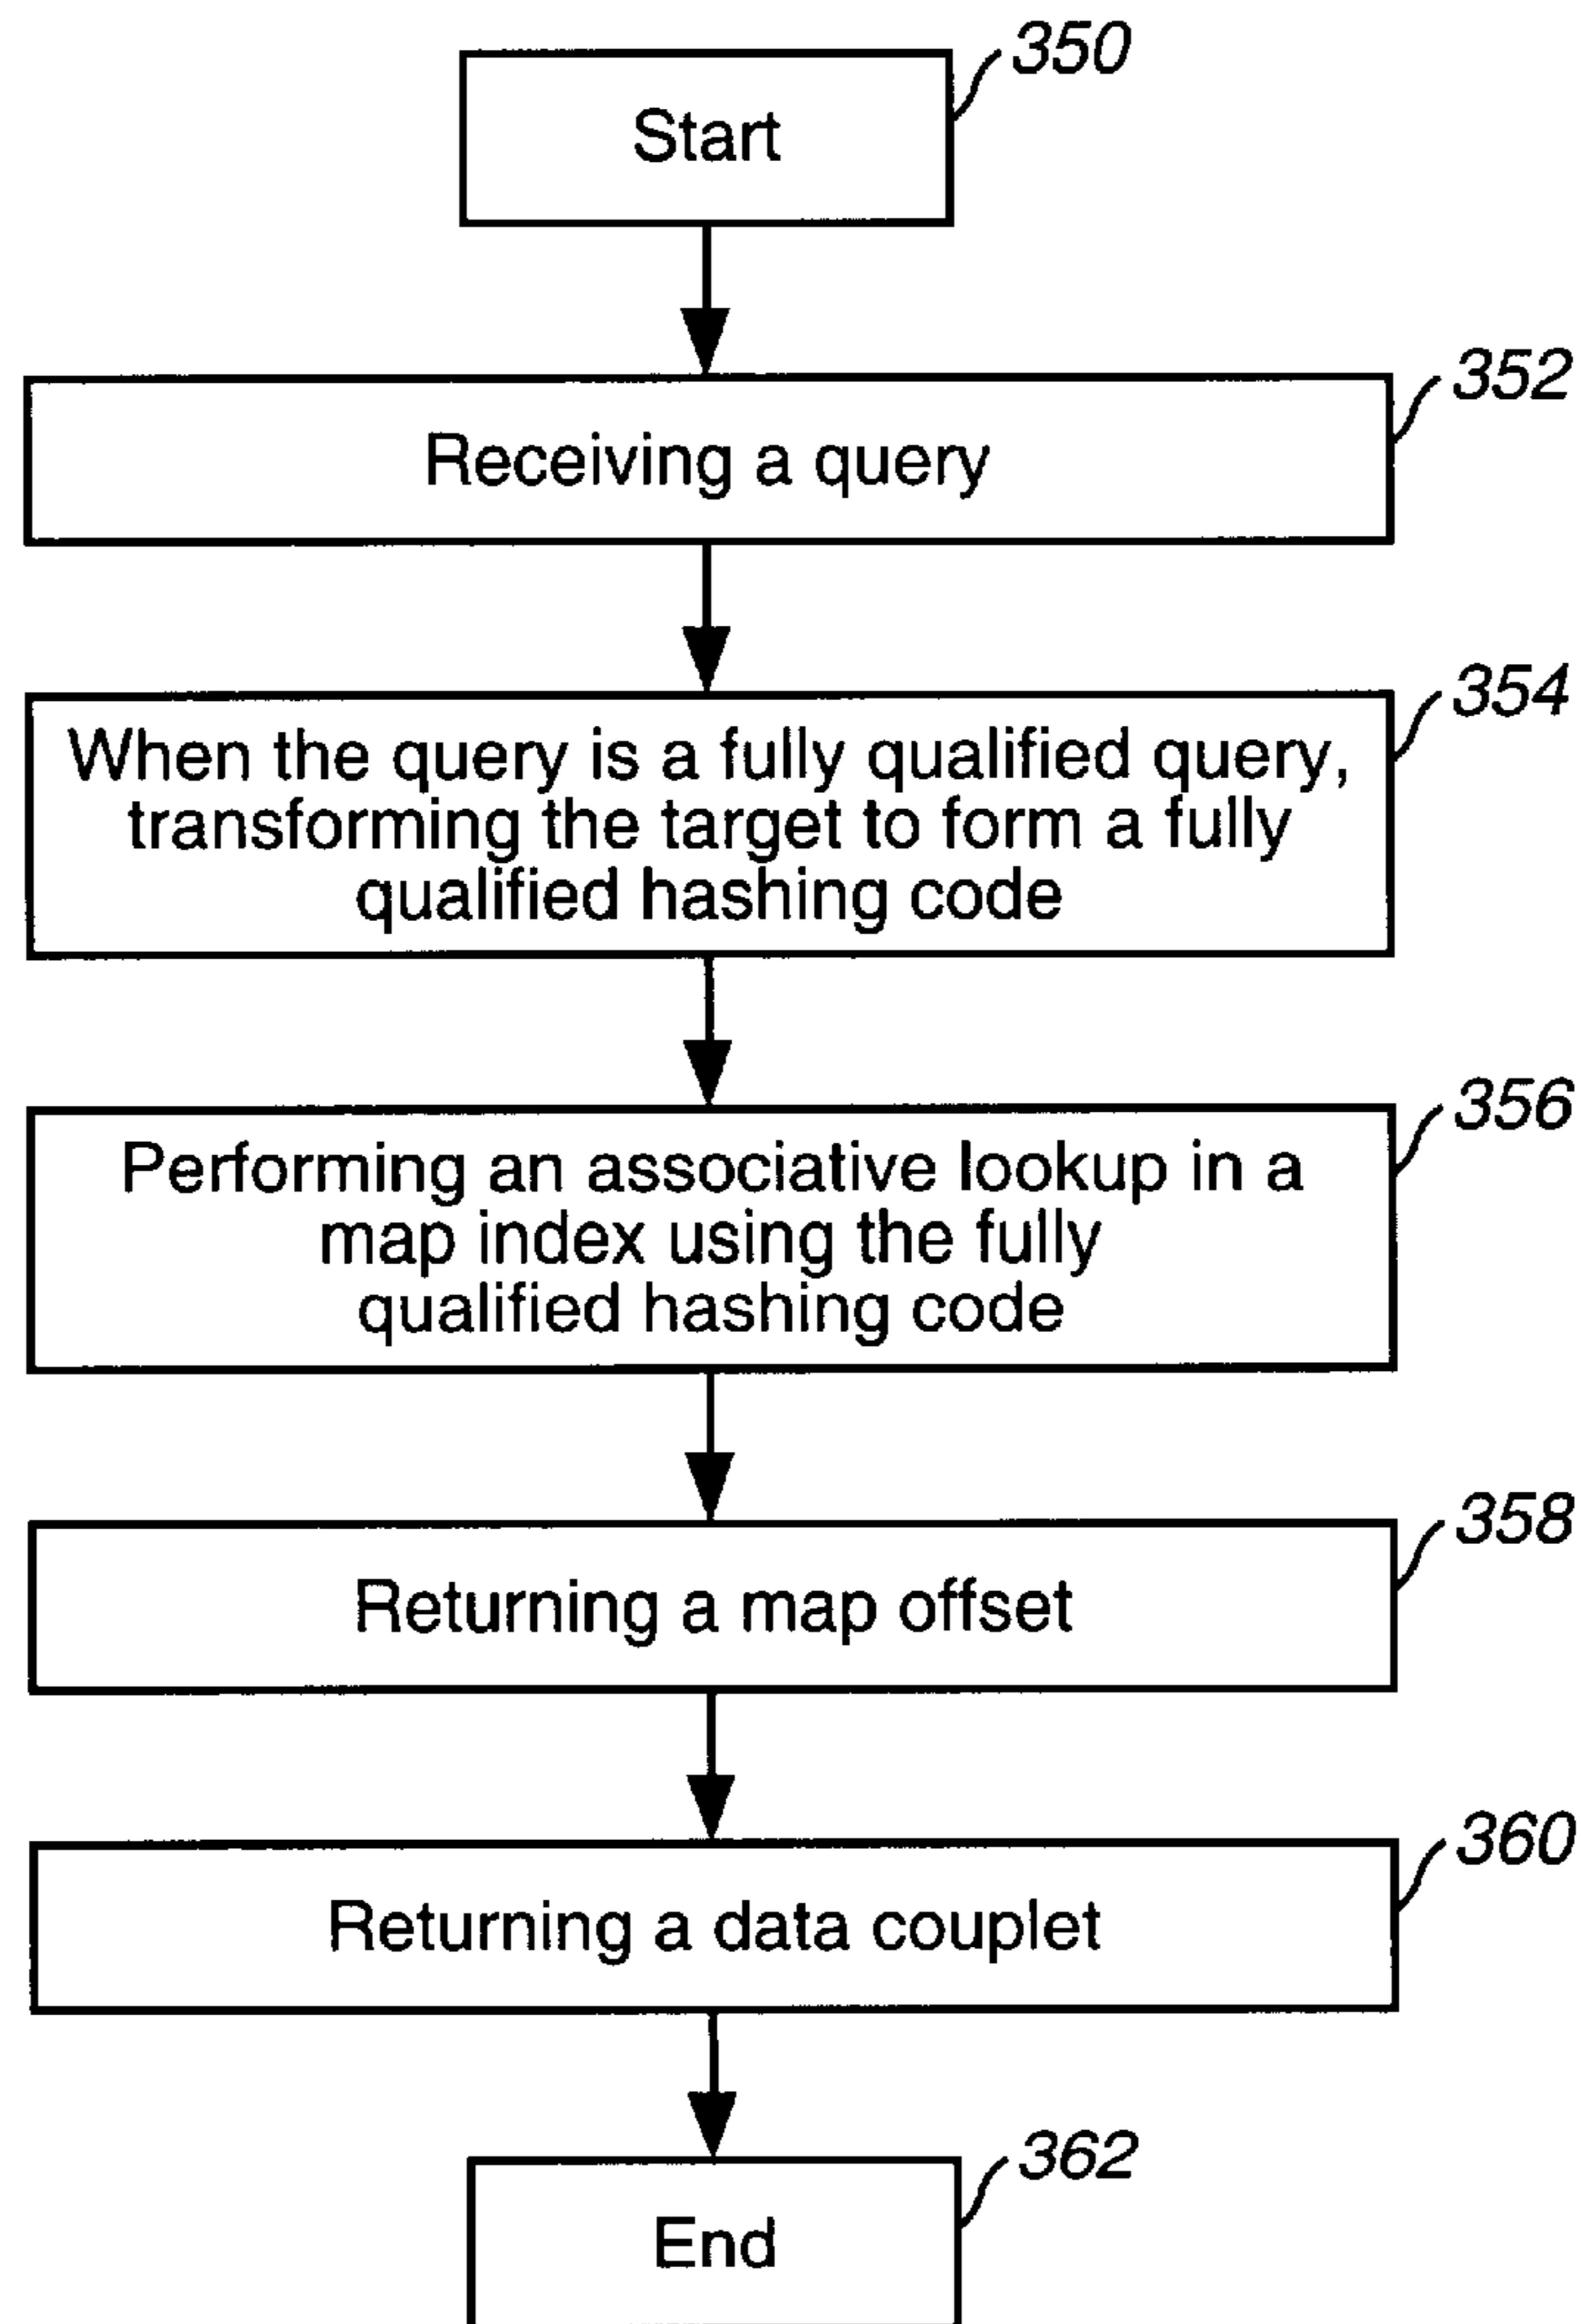 350
Start
352
Receiving a query
354
When the query is a fully qualified query,
transforming the target to form a fully
qualified hashing code
356
Performing an associative lookup in a
map index using the fully
qualified hashing code
358
Returning a map offset
360
Returning a data couplet
362
End